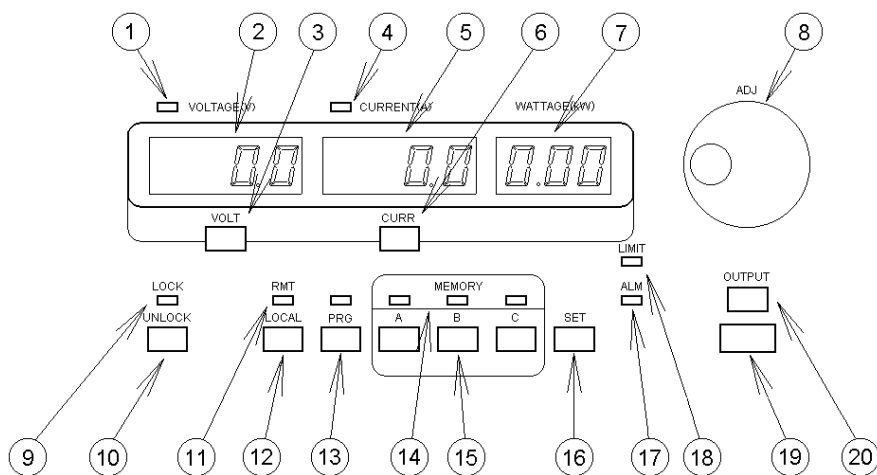 1 2 3 4 5 6 7 8
ADJ
VOLTAGE(V) CURRENT(A) WATTAGE(KW)
0.0 0.0 0.00
VOLT CURR
LIMIT
LOCK RMT MEMORY ALM OUTPUT
UNLOCK LOCAL PRG A B C SET
9 10 11 12 13 14 15 16 17 18 19 20